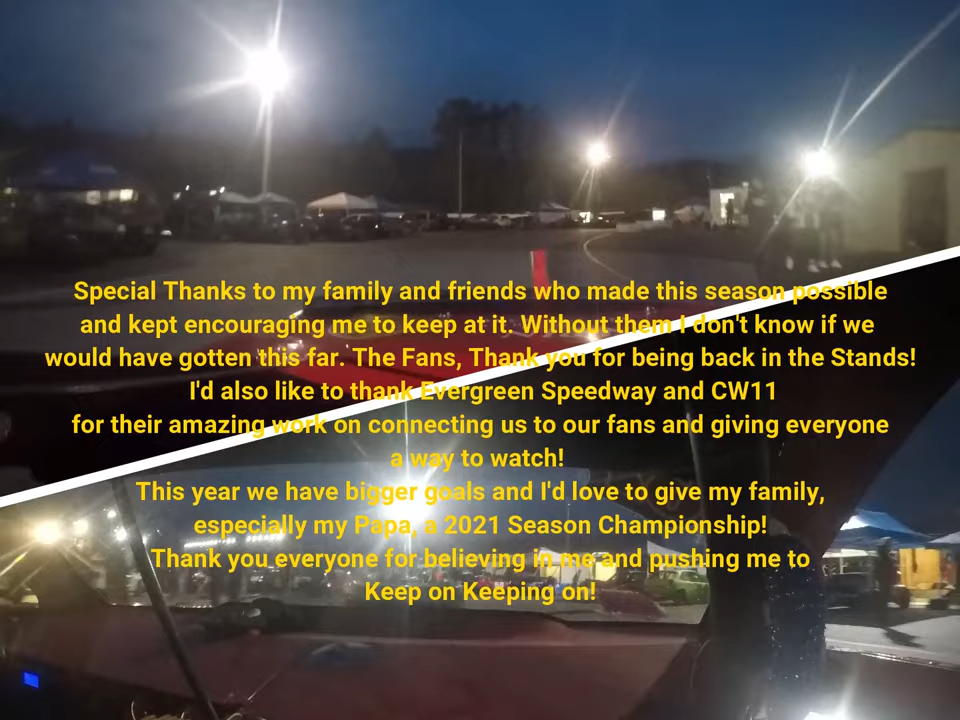 Special Thanks to my family and friends who made this season possible
and kept encouraging me to keep at it. Without them I don't know if we
would have gotten this far. The Fans, Thank you for being back in the Stands!
I'd also like to thank Evergreen Speedway and CW11
for their amazing work on connecting us to our fans and giving everyone
a way to watch!
This year we have bigger goals and I'd love to give my family,
especially my Papa, a 2021 Season Championship!
Thank you everyone for believing in me and pushing me to
Keep on Keeping on!